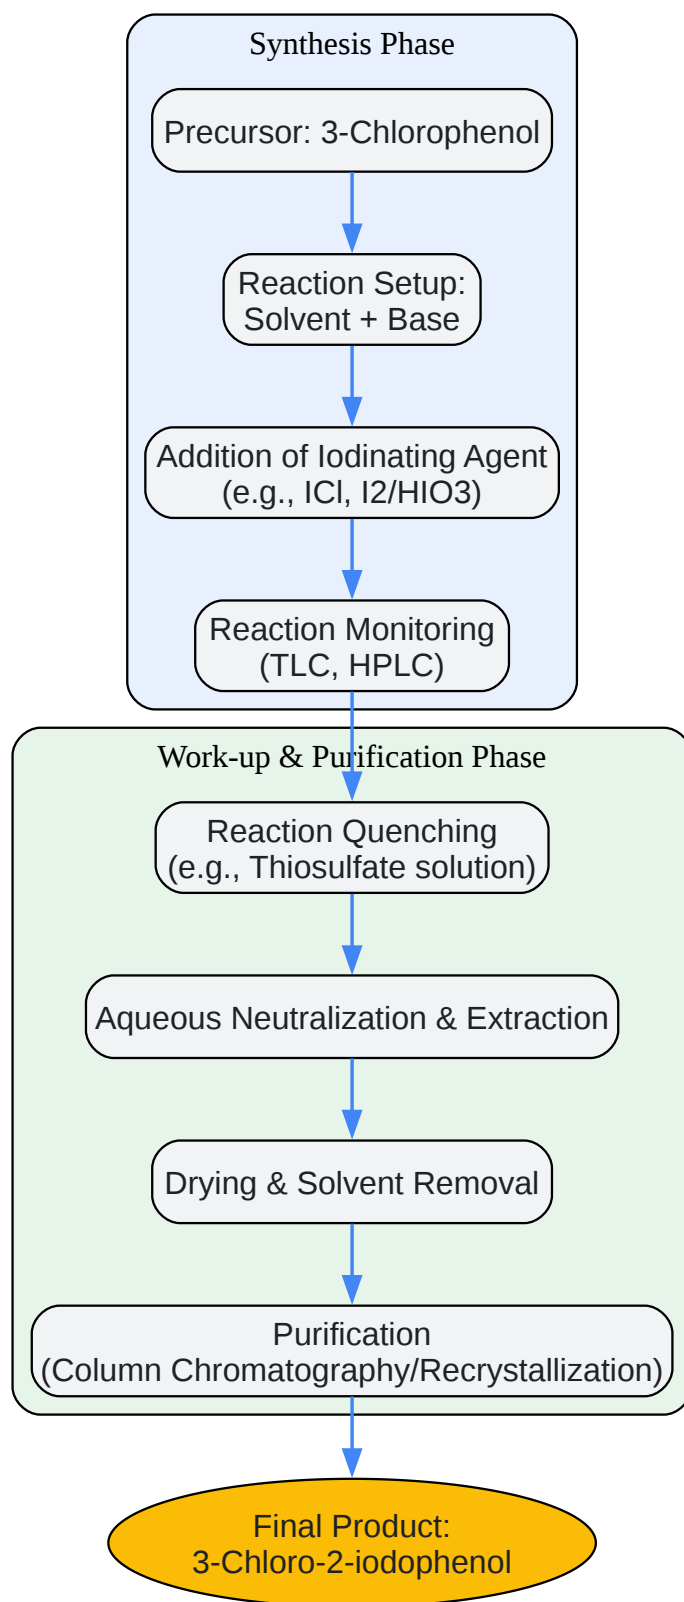 Synthesis Phase
Precursor: 3-Chlorophenol
Reaction Setup:
Solvent + Base
Addition of Iodinating Agent
(e.g., ICl, I2/HIO3)
Reaction Monitoring
(TLC, HPLC)
Work-up & Purification Phase
Reaction Quenching
(e.g., Thiosulfate solution)
Aqueous Neutralization & Extraction
Drying & Solvent Removal
Purification
(Column Chromatography/Recrystallization)
Final Product:
3-Chloro-2-iodophenol